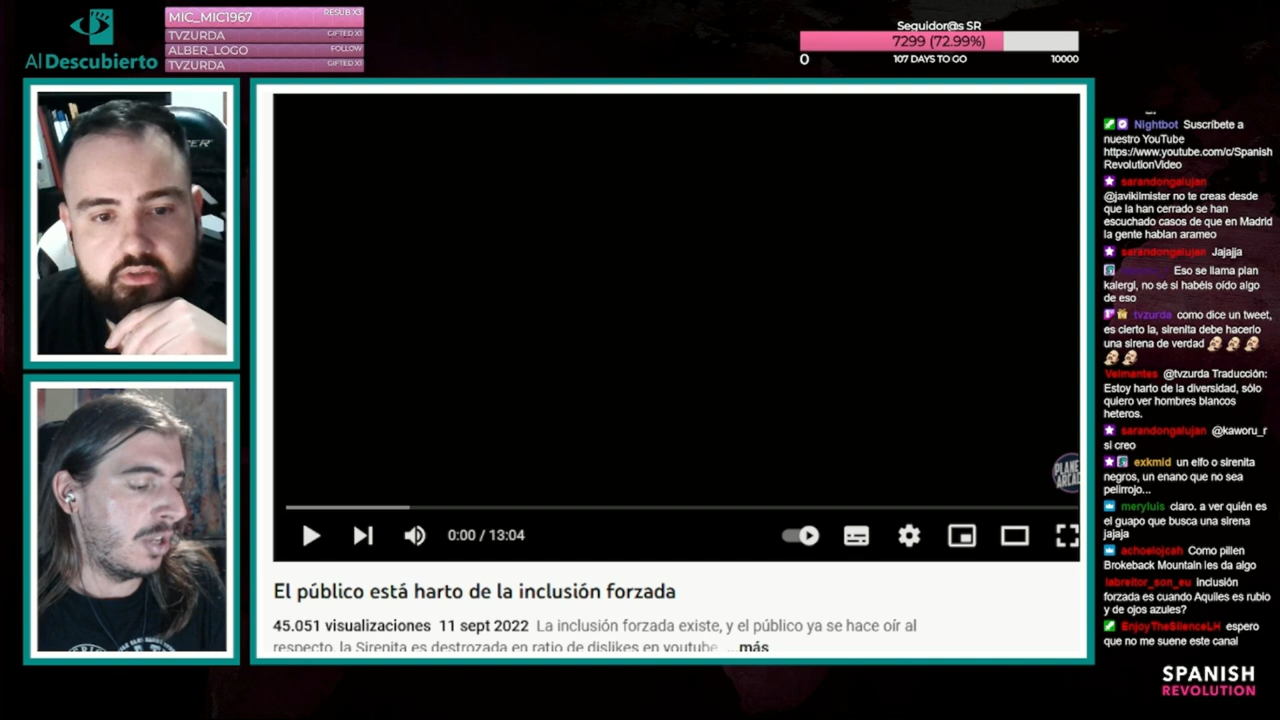 Al Descubierto
MIC_MIC1967 RESUB X3
TVZURDA GIFTED X1
ALBER_LOGO FOLLOW
TVZURDA GIFTED X1
Seguidor@s SR
7299 (72.99%)
0 107 DAYS TO GO 10000
Nightbot Suscríbete a
nuestro YouTube
https://www.youtube.com/c/Spanish
RevolutionVideo
sarandongalujan
@javikilmister no te creas desde
que la han cerrado se han
escuchado casos de que en Madrid
la gente hablan arameo
sarandongalujan Jajajja
Eso se llama plan
kalergi, no sé si habéis oído algo
de eso
tvzurda como dice un tweet,
es cierto la, sirenita debe hacerlo
una sirena de verdad
Velmantes @tvzurda Traducción:
Estoy harto de la diversidad, sólo
quiero ver hombres blancos
heteros.
sarandongalujan @kaworu_r
si creo
exkmid un elfo o sirenita
negros, un enano que no sea
pelirrojo...
meryluis claro. a ver quién es
el guapo que busca una sirena
jajaja
achoelojcah Como pillen
Brokeback Mountain les da algo
labreitor_son_eu inclusión
forzada es cuando Aquiles es rubio
y de ojos azules?
EnjoyTheSilenceLH espero
que no me suene este canal
0:00 / 13:04
El público está harto de la inclusión forzada
45.051 visualizaciones 11 sept 2022 La inclusión forzada existe, y el público ya se hace oír al
respecto, la Sirenita es destrozada en ratio de dislikes en youtube. ...más
SPANISH
REVOLUTION